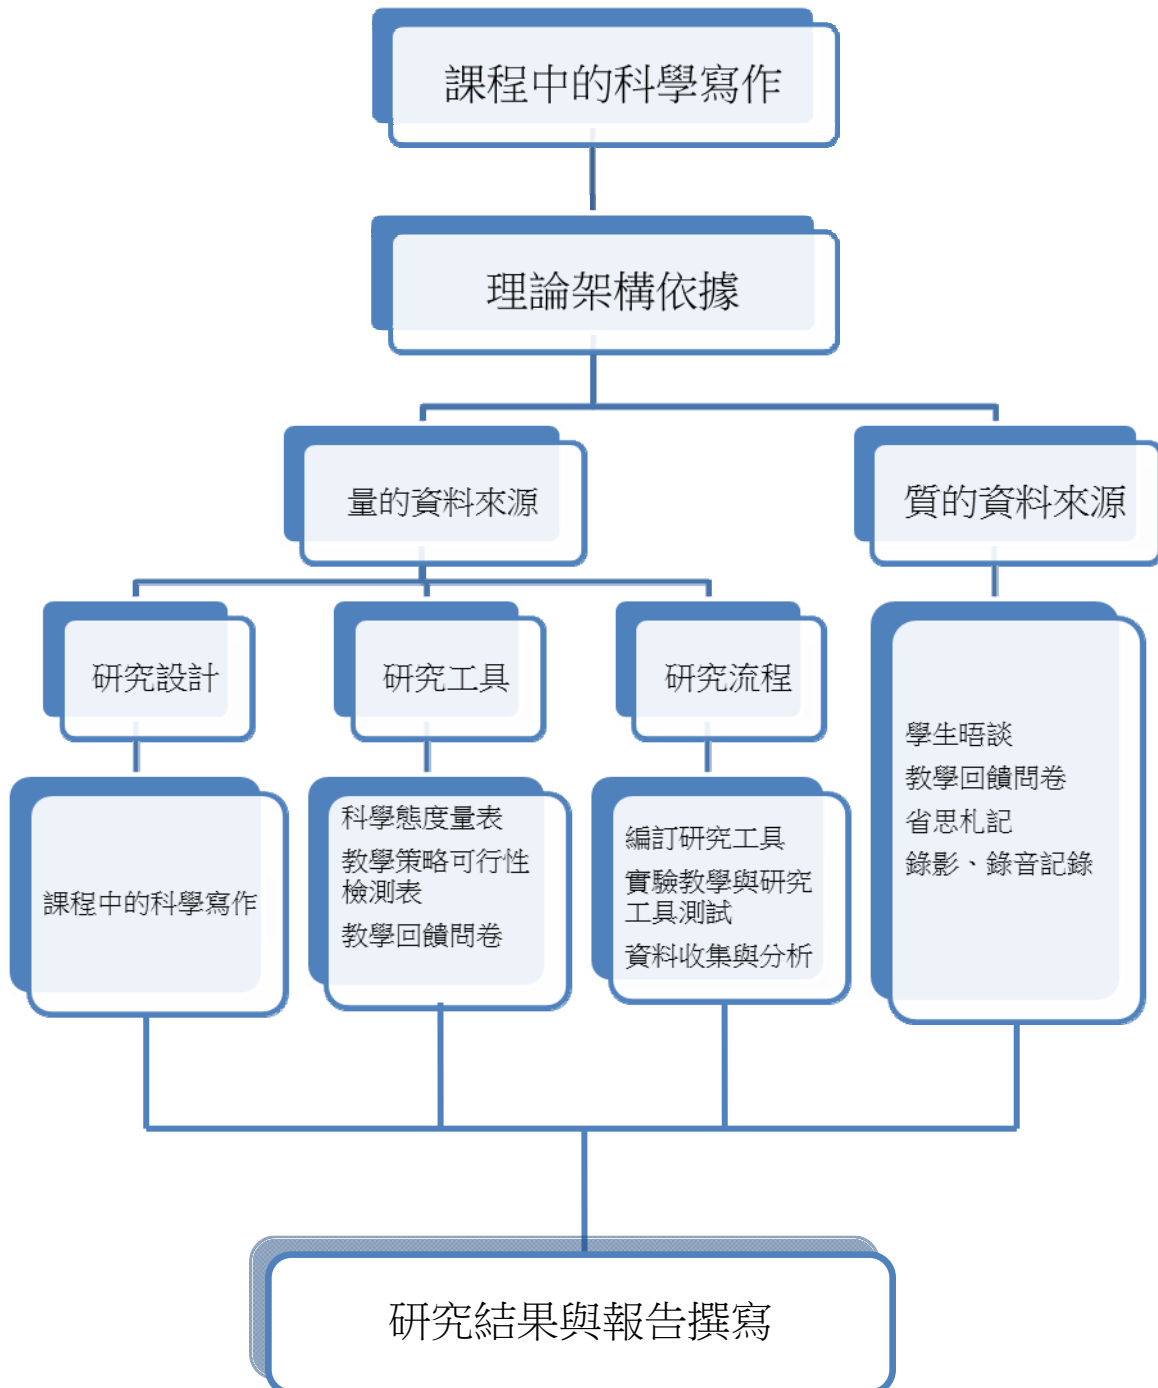 課程中的科學寫作
理論架構依據
量的資料來源
質的資料來源
研究設計
研究工具
研究流程
課程中的科學寫作
科學態度量表
教學策略可行性
檢測表
教學回饋問卷
編訂研究工具
實驗教學與研究
工具測試
資料收集與分析
學生晤談
教學回饋問卷
省思札記
錄影、錄音記錄
研究結果與報告撰寫